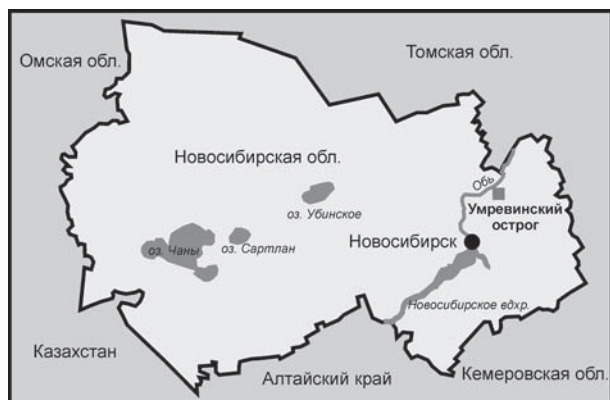 Омская обл.
Томская обл.
Новосибирская обл.
Обь
Умревинский
острог
оз. Убинское
Новосибирск
оз. Чаны
оз. Сартлан
Новосибирское вдхр.
Казахстан
Алтайский край
Кемеровская обл.